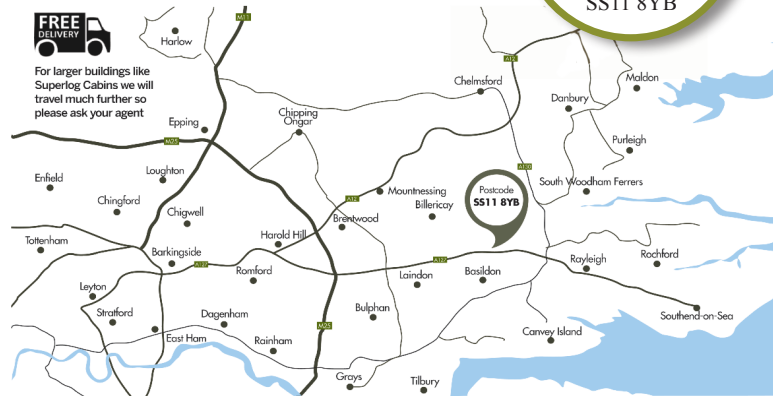 SS11 8YB
FREE
DELIVERY
For larger buildings like
Superlog Cabins we will
travel much further so
please ask your agent
M11
Harlow
A12
Chelmsford
Maldon
Danbury
Chipping
Ongar
Epping
M25
Purleigh
Loughton
A130
Enfield
Mountnessing
South Woodham Ferrers
Postcode
SS11 8YB
Chingford
A12
Billericay
Chigwell
Brentwood
Harold Hill
Tottenham
Barkingside
A127
Rayleigh
Rochford
Romford
Laindon
Basildon
Leyton
Stratford
Dagenham
Bulphan
Southend-on-Sea
M25
East Ham
Rainham
Canvey Island
Grays
Tilbury